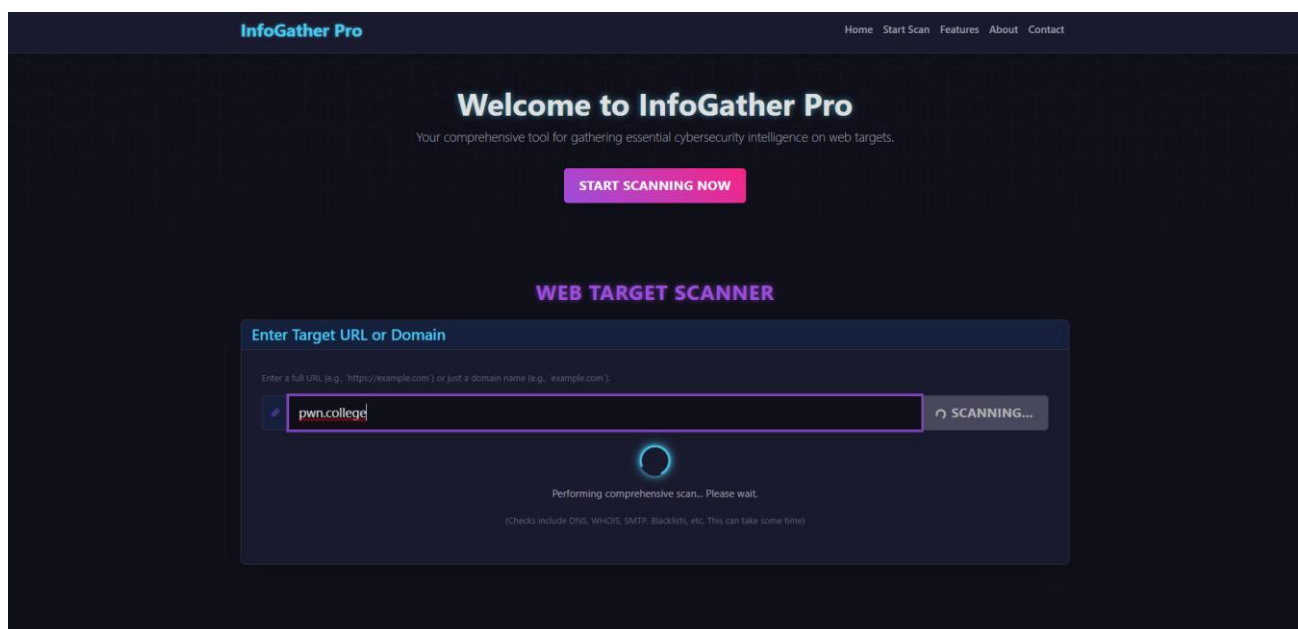 InfoGather Pro
Home Start Scan Features About Contact
Welcome to InfoGather Pro
Your comprehensive tool for gathering essential cybersecurity intelligence on web targets.
START SCANNING NOW
WEB TARGET SCANNER
Enter Target URL or Domain
Enter a full URL (e.g., `https://example.com`) or just a domain name (e.g., `example.com`).
pwn.college
SCANNING...
Performing comprehensive scan... Please wait.
(Checks include DNS, WHOIS, SMTP, Blacklists, etc. This can take some time)